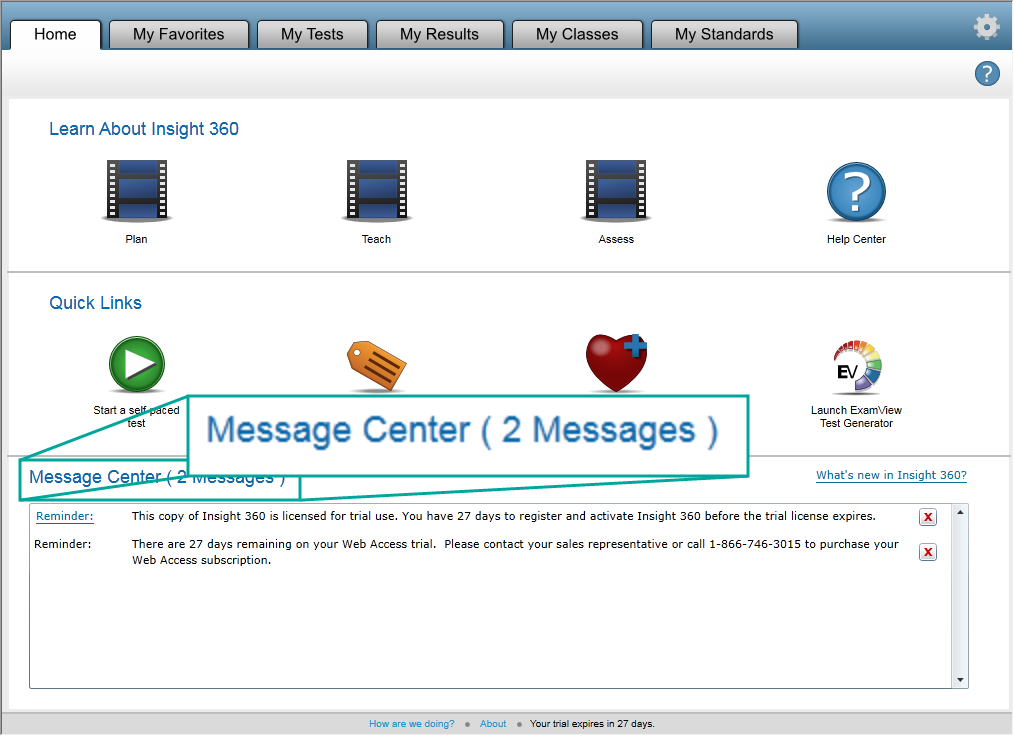 Home My Favorites My Tests My Results My Classes My Standards
?
Learn About Insight 360
?
Plan Teach Assess Help Center
Quick Links
EV
Start a self-paced Launch ExamView
test Test Generator
Message Center ( 2 Messages )
Message Center ( 2 Messages ) What's new in Insight 360?
Reminder: This copy of Insight 360 is licensed for trial use. You have 27 days to register and activate Insight 360 before the trial license expires. X
Reminder: There are 27 days remaining on your Web Access trial. Please contact your sales representative or call 1-866-746-3015 to purchase your X
Web Access subscription.
How are we doing? ● About ● Your trial expires in 27 days.